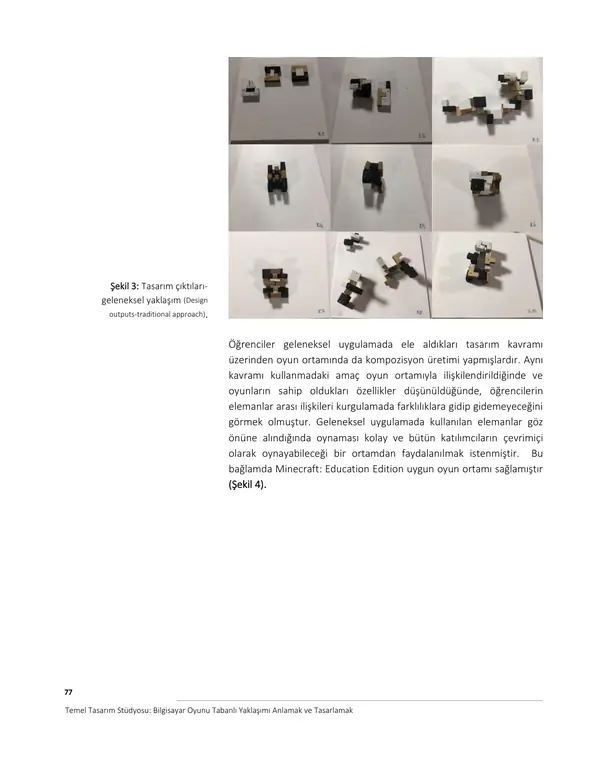 Şekil 3: Tasarım çıktıları-
geleneksel yaklaşım (Design
outputs-traditional approach).
Öğrenciler geleneksel uygulamada ele aldıkları tasarım kavramı
üzerinden oyun ortamında da kompozisyon üretimi yapmışlardır. Aynı
kavramı kullanmadaki amaç oyun ortamıyla ilişkilendirildiğinde ve
oyunların sahip oldukları özellikler düşünüldüğünde, öğrencilerin
elemanlar arası ilişkileri kurgulamada farklılıklara gidip gidemeyeceğini
görmek olmuştur. Geleneksel uygulamada kullanılan elemanlar göz
önüne alındığında oynaması kolay ve bütün katılımcıların çevrimiçi
olarak oynayabileceği bir ortamdan faydalanılmak istenmiştir. Bu
bağlamda Minecraft: Education Edition uygun oyun ortamı sağlamıştır
(Şekil 4).
77
Temel Tasarım Stüdyosu: Bilgisayar Oyunu Tabanlı Yaklaşımı Anlamak ve Tasarlamak